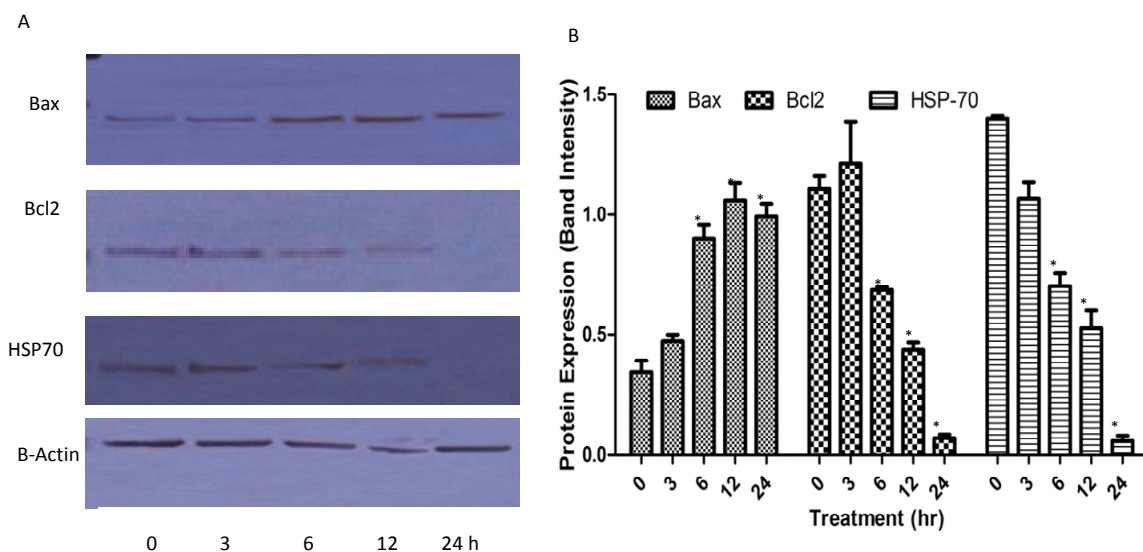 A
Bax
Bcl2
HSP70
B-Actin
0 3 6 12 24 h
B
Bax Bcl2 HSP-70
Protein Expression (Band Intensity)
1.5
1.0
0.5
0.0
* * * * * * * * *
0 3 6 12 24 0 3 6 12 24 0 3 6 12 24
Treatment (hr)